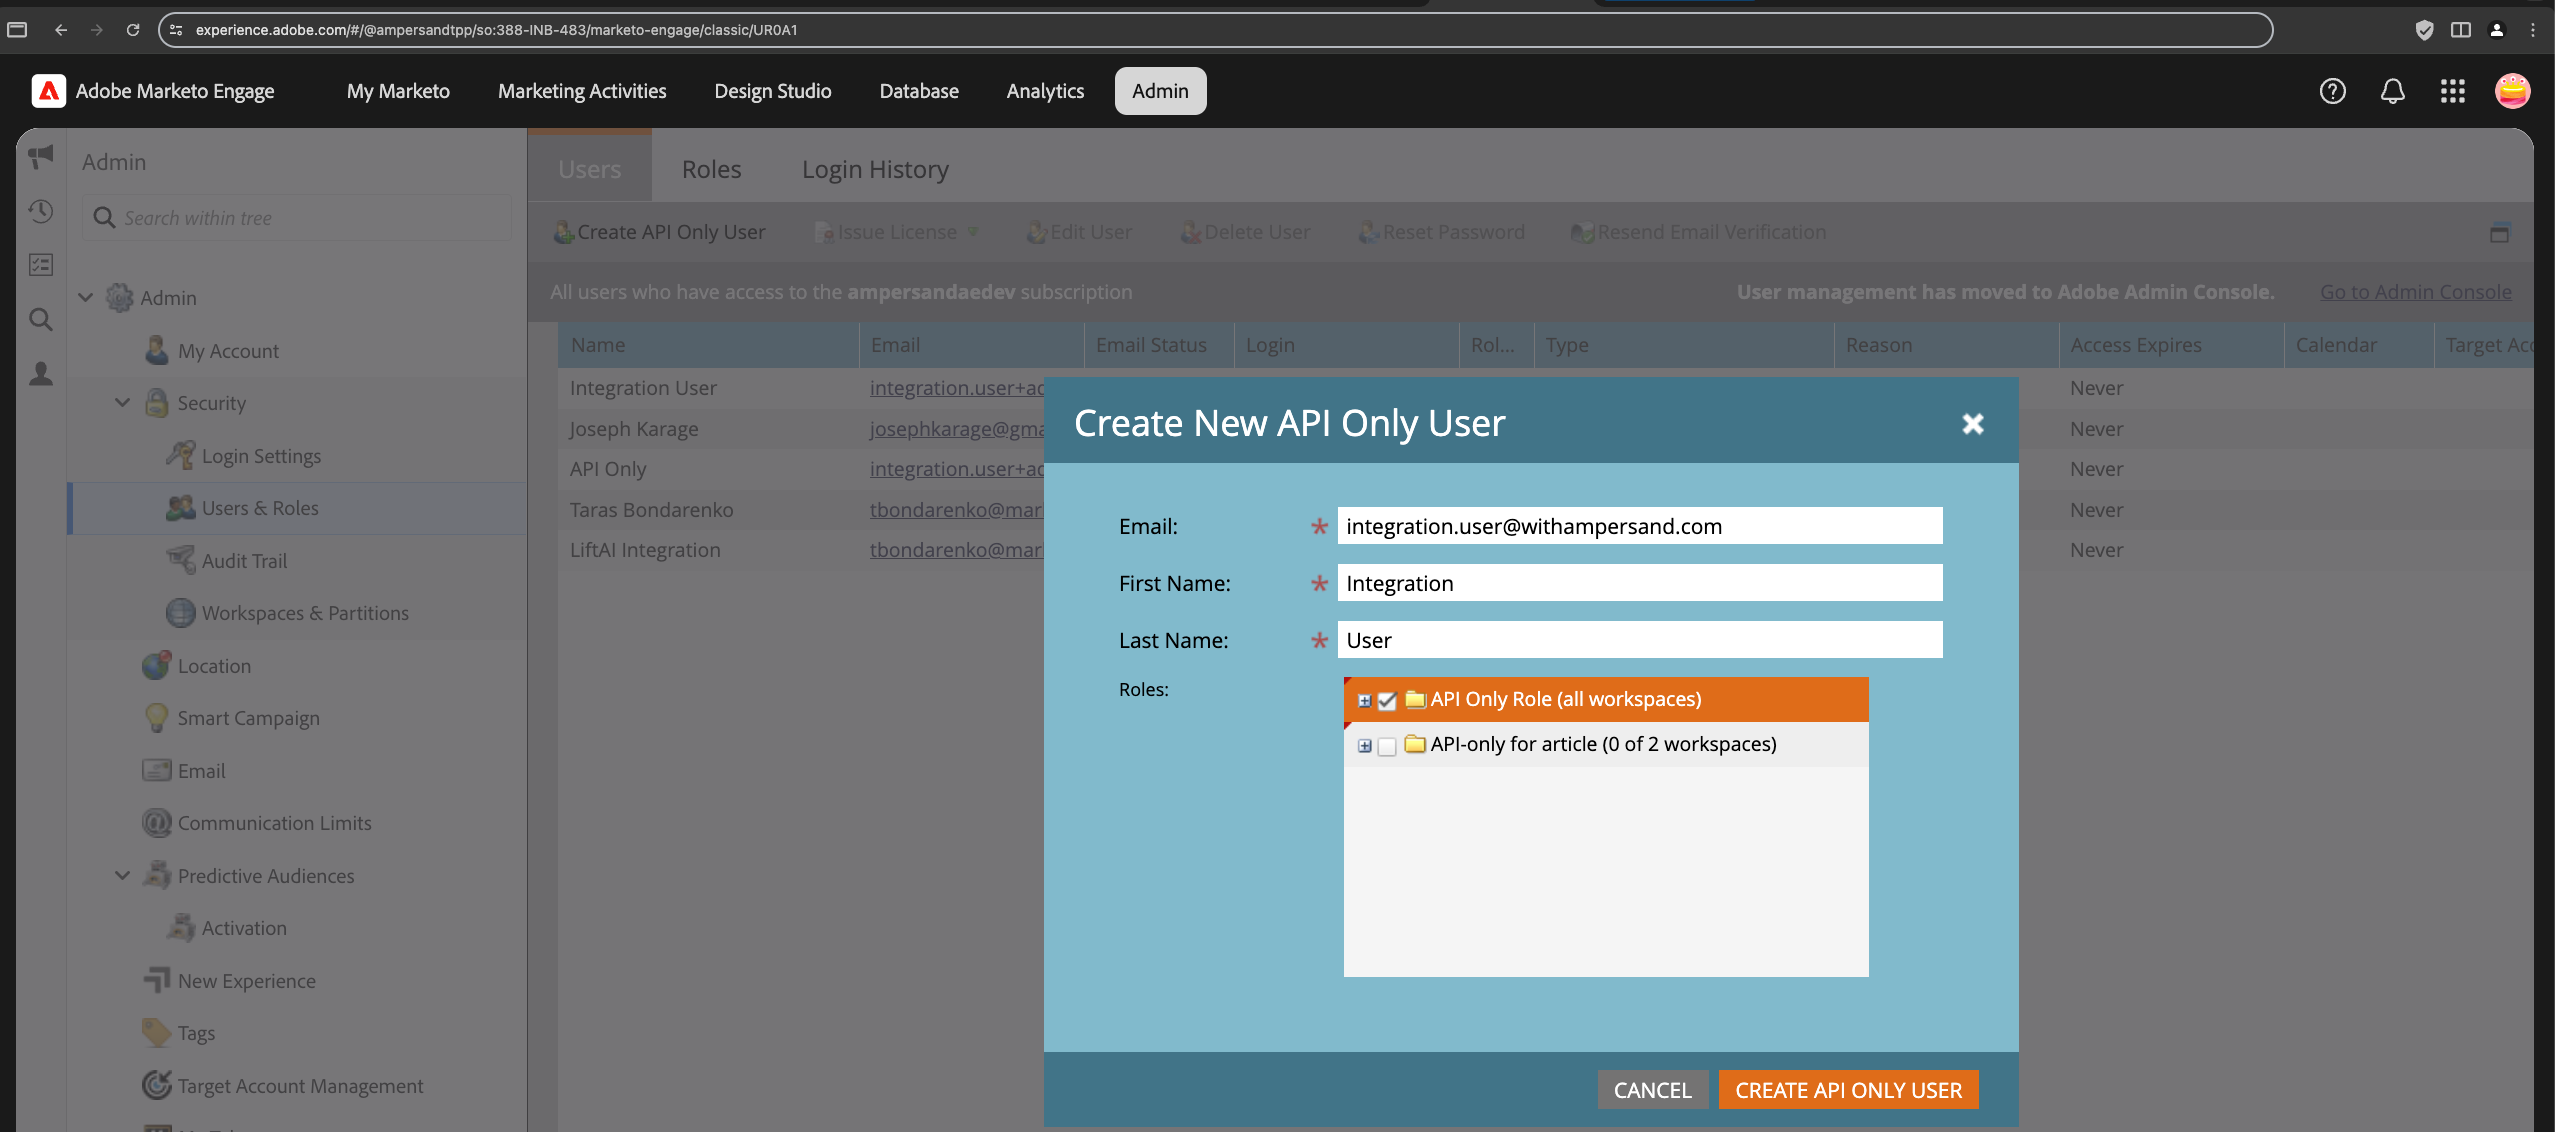 experience.adobe.com/#/@ampersandtpp/so:388-INB-483/marketo-engage/classic/UR0A1
Adobe Marketo Engage My Marketo Marketing Activities Design Studio Database Analytics Admin
Admin
Search within tree
Admin
My Account
Security
Login Settings
Users & Roles
Audit Trail
Workspaces & Partitions
Location
Smart Campaign
Email
Communication Limits
Predictive Audiences
Activation
New Experience
Tags
Target Account Management
Users Roles Login History
Create API Only User Issue License Edit User Delete User Reset Password Resend Email Verification
All users who have access to the ampersandaedev subscription User management has moved to Adobe Admin Console. Go to Admin Console
Name Email Email Status Login Rol... Type Reason Access Expires Calendar Target Acc
Integration User integration.user+ad Never
Joseph Karage josephkarage@gma Never
API Only integration.user+ad Never
Taras Bondarenko tbondarenko@mar Never
LiftAI Integration tbondarenko@mar Never
Create New API Only User
Email: * integration.user@withampersand.com
First Name: * Integration
Last Name: * User
Roles:
API Only Role (all workspaces)
API-only for article (0 of 2 workspaces)
CANCEL CREATE API ONLY USER